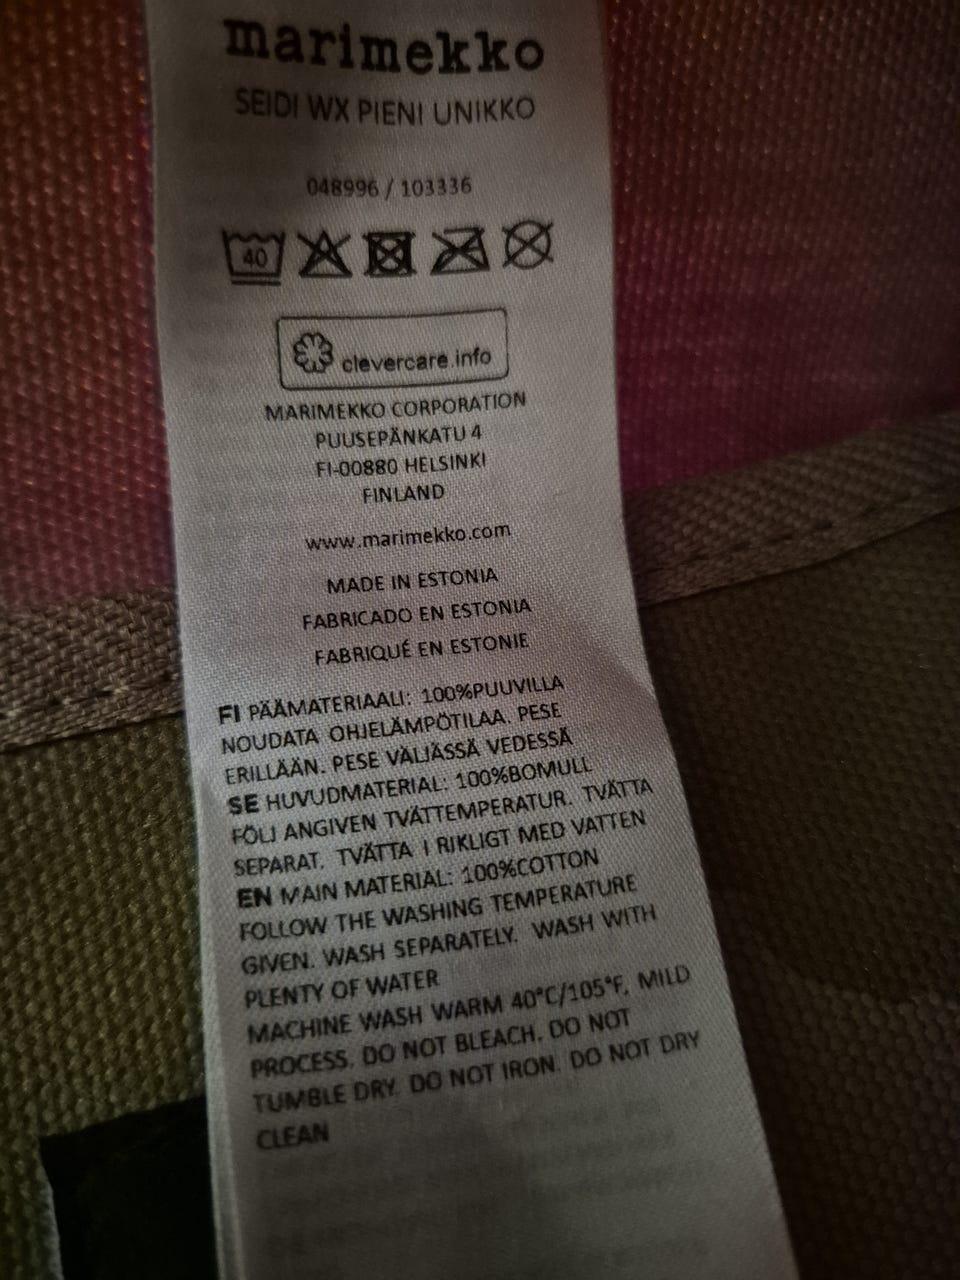 marimekko
SEIDI WX PIENI UNIKKO
048996 / 103336
40
clevercare.info
MARIMEKKO CORPORATION
PUUSEPÄNKATU 4
FI-00880 HELSINKI
FINLAND
www.marimekko.com
MADE IN ESTONIA
FABRICADO EN ESTONIA
FABRIQUÉ EN ESTONIE
FI PÄÄMATERIAALI: 100%PUUVILLA
NOUDATA OHJELÄMPÖTILAA. PESE
ERILLÄÄN. PESE VÄLJÄSSÄ VEDESSÄ
SE HUVUDMATERIAL: 100%BOMULL
FÖLJ ANGIVEN TVÄTTEMPERATUR. TVÄTTA
SEPARAT. TVÄTTA I RIKLIGT MED VATTEN
EN MAIN MATERIAL: 100%COTTON
FOLLOW THE WASHING TEMPERATURE
GIVEN. WASH SEPARATELY. WASH WITH
PLENTY OF WATER
MACHINE WASH WARM 40°C/105°F, MILD
PROCESS. DO NOT BLEACH. DO NOT
TUMBLE DRY. DO NOT IRON. DO NOT DRY
CLEAN